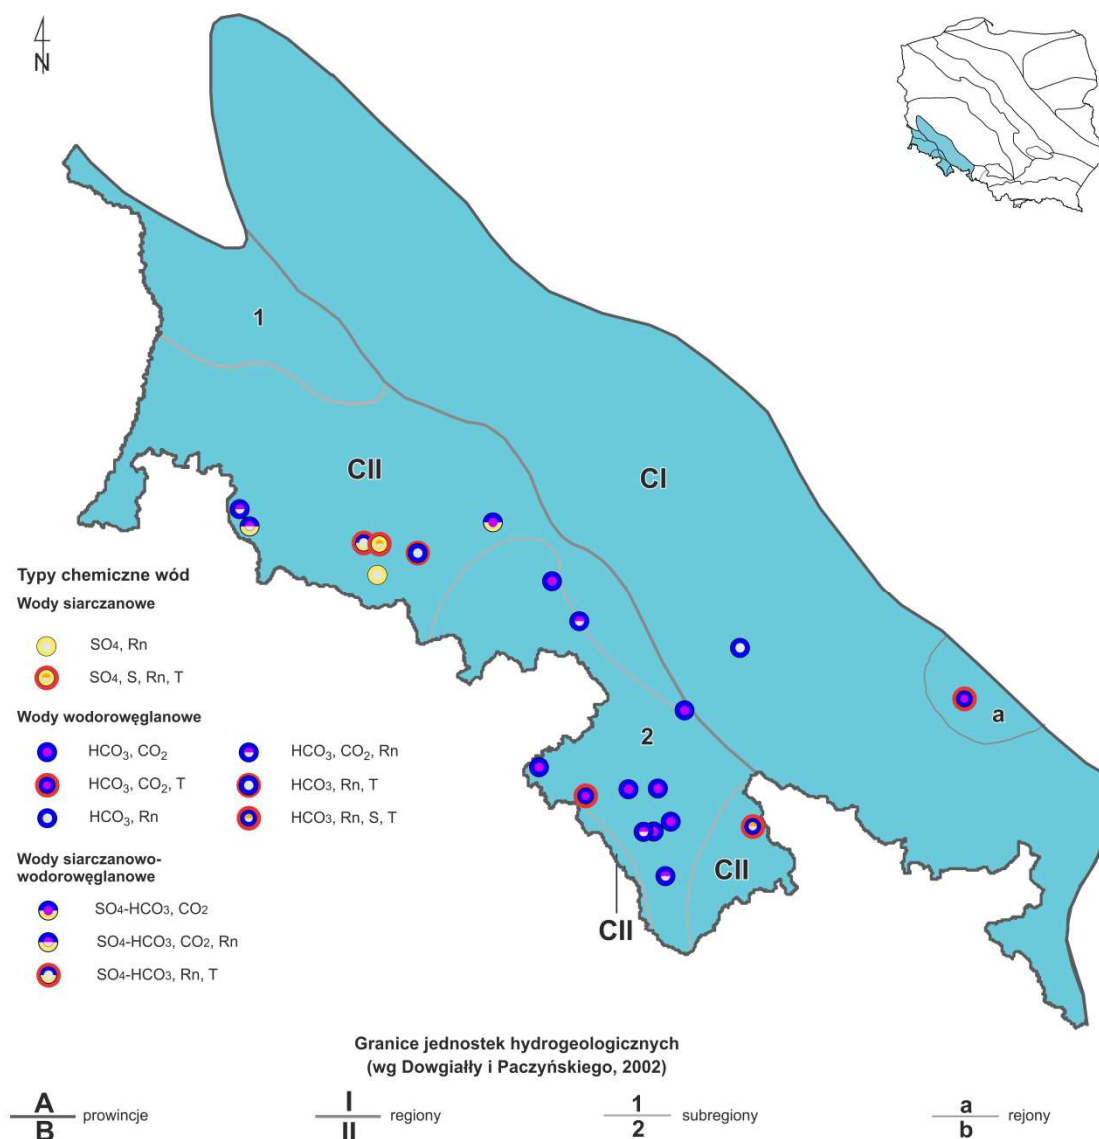 N
1
CII
CI
Typy chemiczne wód
Wody siarczanowe
SO₄, Rn
SO₄, S, Rn, T
a
Wody wodorowęglanowe
2
HCO₃, CO₂
HCO₃, CO₂, Rn
HCO₃, CO₂, T
HCO₃, Rn, T
HCO₃, Rn
HCO₃, Rn, S, T
Wody siarczanowo-
wodorowęglanowe
CII
SO₄-HCO₃, CO₂
CII
SO₄-HCO₃, CO₂, Rn
SO₄-HCO₃, Rn, T
Granice jednostek hydrogeologicznych
(wg Dowgiałły i Paczyńskiego, 2002)
A
B prowincje
I
II regiony
1
2 subregiony
a
b rejony